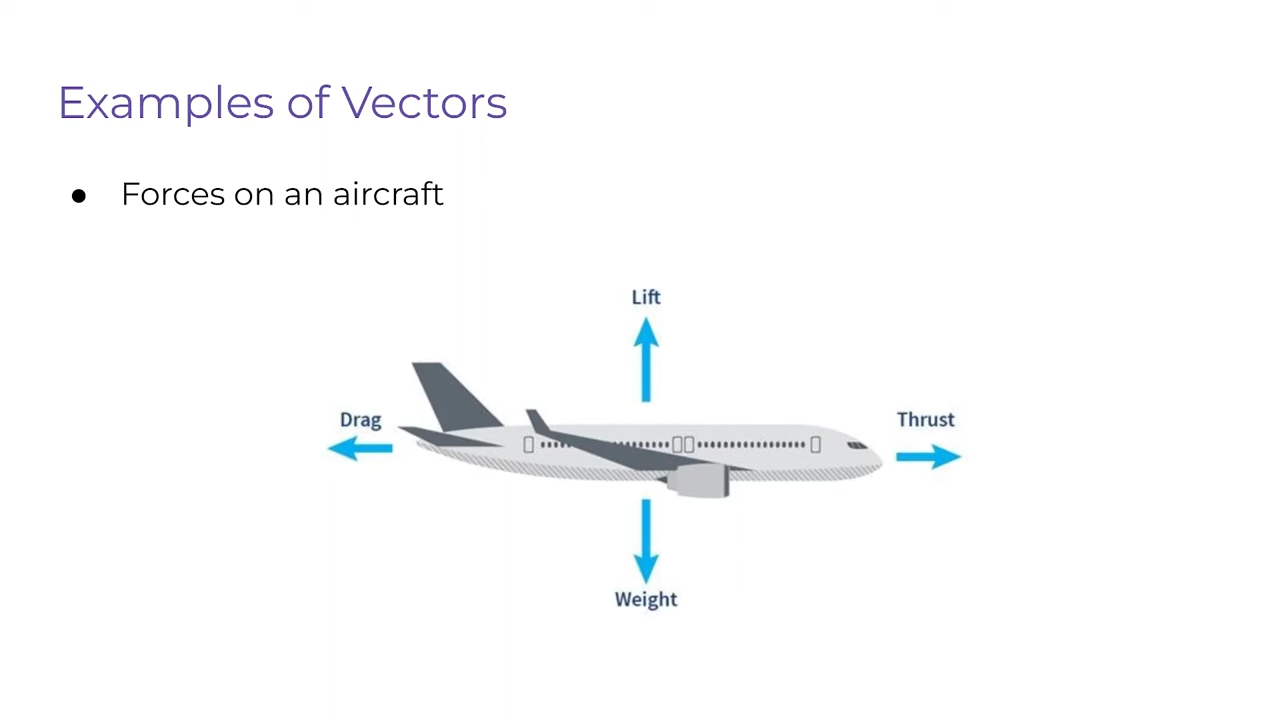 Examples of Vectors
● Forces on an aircraft
Lift
Drag
Thrust
Weight